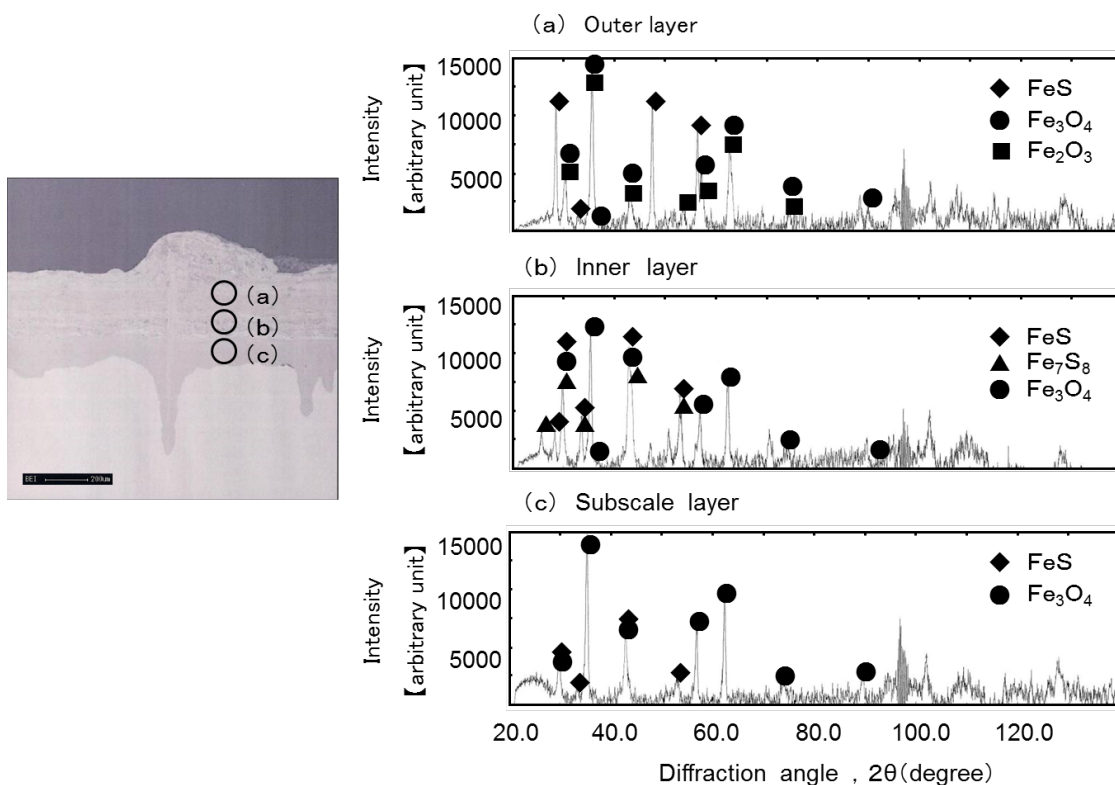 (a) Outer layer
15000
10000
5000
Intensity
【arbitrary unit】
FeS
Fe₃O₄
Fe₂O₃
(a)
(b)
(c)
BEI 200um
(b) Inner layer
15000
10000
5000
Intensity
【arbitrary unit】
FeS
Fe₇S₈
Fe₃O₄
(c) Subscale layer
15000
10000
5000
Intensity
【arbitrary unit】
FeS
Fe₃O₄
20.0 40.0 60.0 80.0 100.0 120.0
Diffraction angle , 2θ(degree)